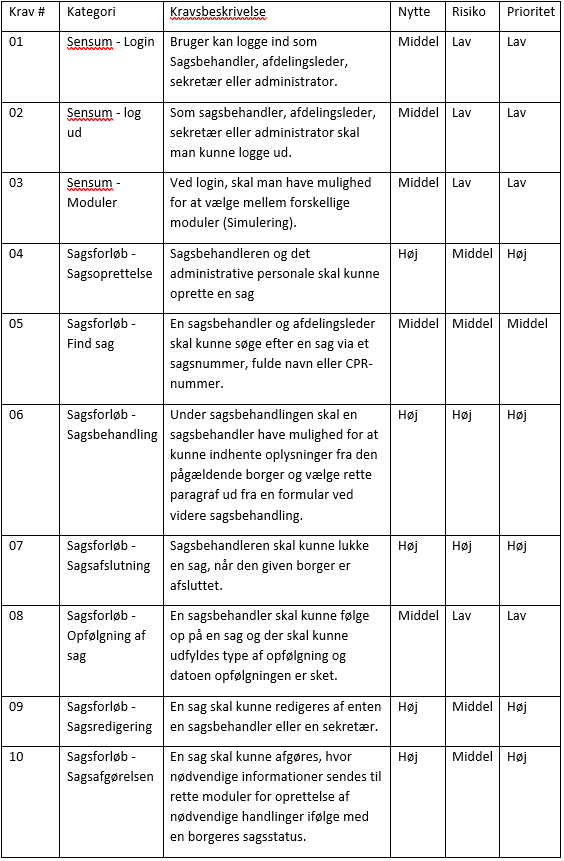 Krav # Kategori Kravsbeskrivelse Nytte Risiko Prioritet
01 Sensum - Login Bruger kan logge ind som Middel Lav Lav
Sagsbehandler, afdelingsleder,
sekretær eller administrator.
02 Sensum - log Som sagsbehandler, afdelingsleder, Middel Lav Lav
ud sekretær eller administrator skal
man kunne logge ud.
03 Sensum - Ved login, skal man have mulighed Middel Lav Lav
Moduler for at vælge mellem forskellige
moduler (Simulering).
04 Sagsforløb - Sagsbehandleren og det Høj Middel Høj
Sagsoprettelse administrative personale skal kunne
oprette en sag
05 Sagsforløb - En sagsbehandler og afdelingsleder Middel Middel Middel
Find sag skal kunne søge efter en sag via et
sagsnummer, fulde navn eller CPR-
nummer.
06 Sagsforløb - Under sagsbehandlingen skal en Høj Høj Høj
Sagsbehandling sagsbehandler have mulighed for at
kunne indhente oplysninger fra den
pågældende borger og vælge rette
paragraf ud fra en formular ved
videre sagsbehandling.
07 Sagsforløb - Sagsbehandleren skal kunne lukke Høj Høj Høj
Sagsafslutning en sag, når den given borger er
afsluttet.
08 Sagsforløb - En sagsbehandler skal kunne følge Middel Lav Lav
Opfølgning af op på en sag og der skal kunne
sag udfyldes type af opfølgning og
datoen opfølgningen er sket.
09 Sagsforløb - En sag skal kunne redigeres af enten Høj Middel Høj
Sagsredigering en sagsbehandler eller en sekretær.
10 Sagsforløb - En sag skal kunne afgøres, hvor Høj Middel Høj
Sagsafgørelsen nødvendige informationer sendes til
rette moduler for oprettelse af
nødvendige handlinger ifølge med
en borgeres sagsstatus.